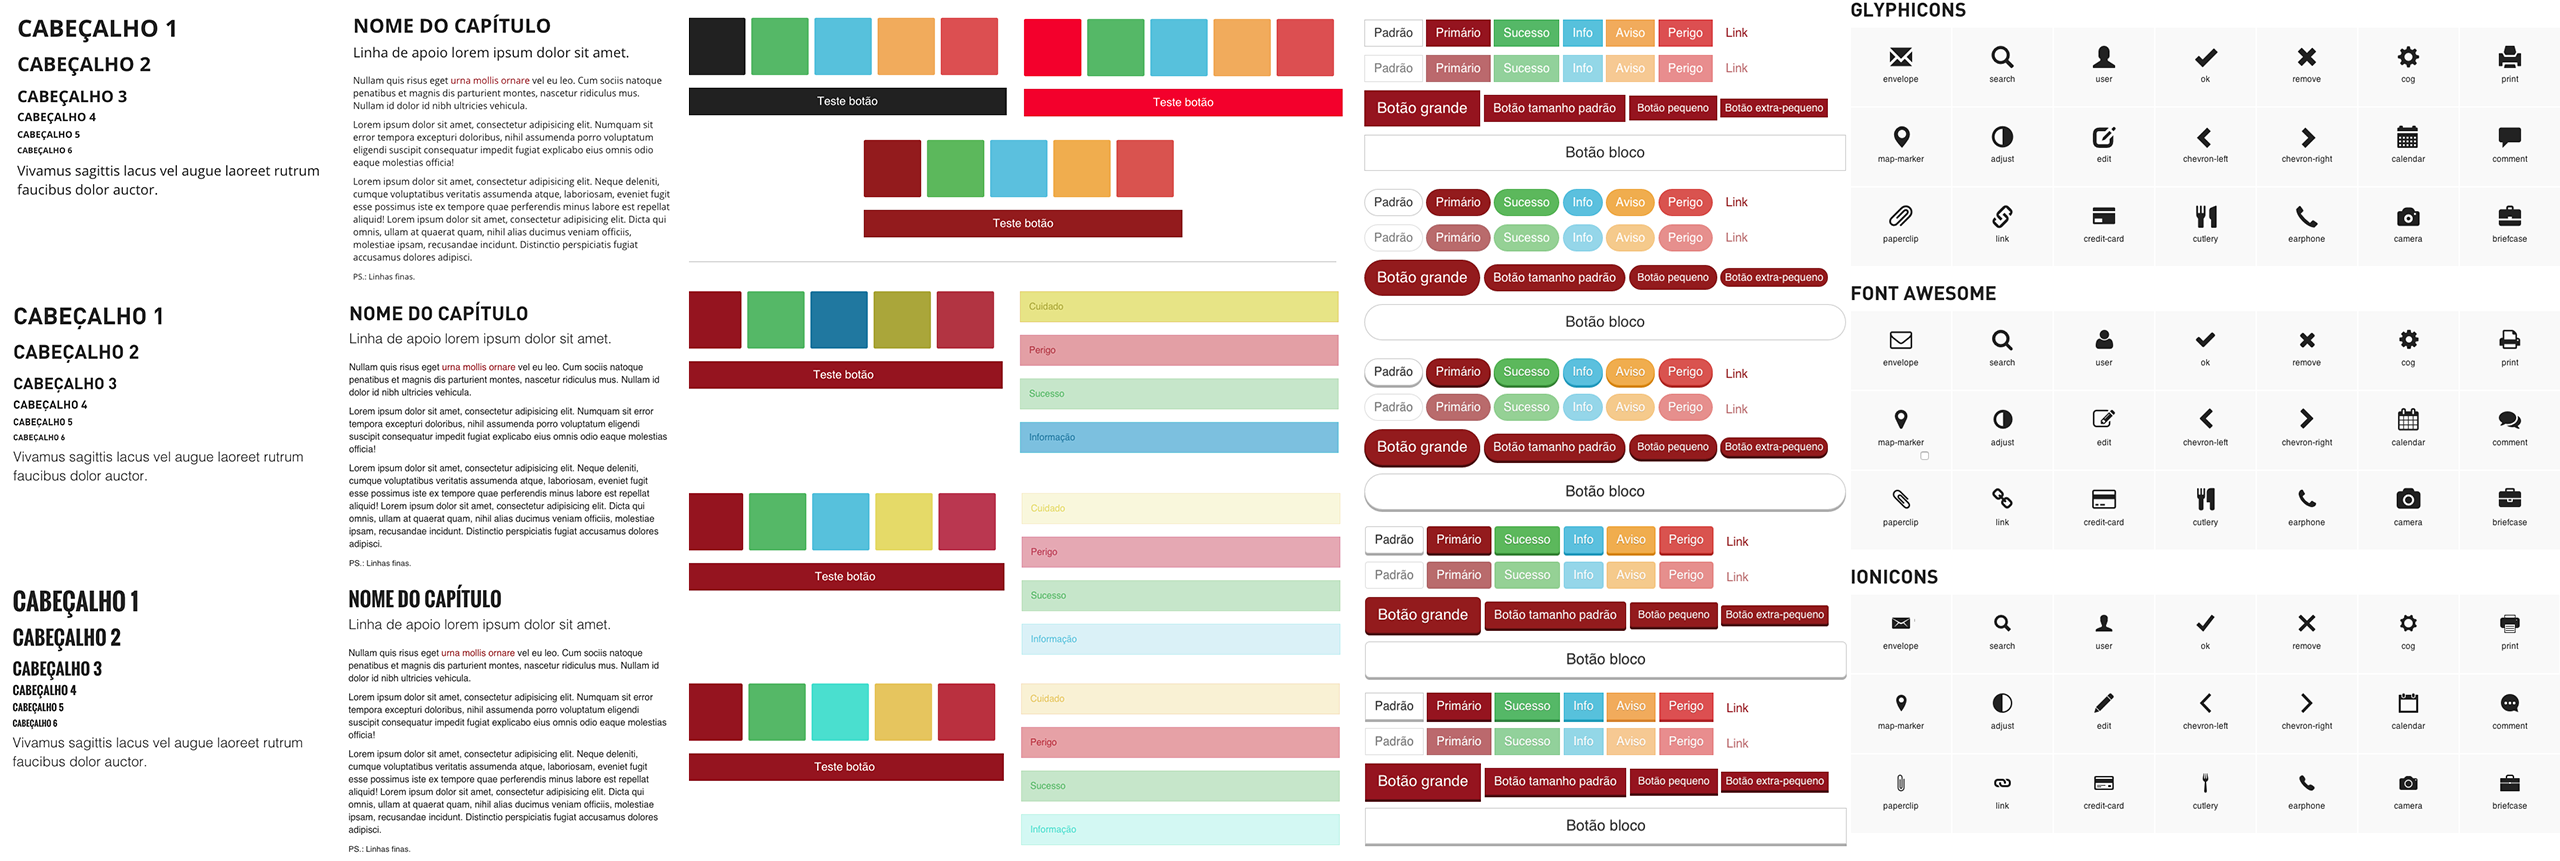 CABEÇALHO 1
CABEÇALHO 2
CABEÇALHO 3
CABEÇALHO 4
CABEÇALHO 5
CABEÇALHO 6
Vivamus sagittis lacus vel augue laoreet rutrum
faucibus dolor auctor.
CABEÇALHO 1
CABEÇALHO 2
CABEÇALHO 3
CABEÇALHO 4
CABEÇALHO 5
CABEÇALHO 6
Vivamus sagittis lacus vel augue laoreet rutrum
faucibus dolor auctor.
CABEÇALHO 1
CABEÇALHO 2
CABEÇALHO 3
CABEÇALHO 4
CABEÇALHO 5
CABEÇALHO 6
Vivamus sagittis lacus vel augue laoreet rutrum
faucibus dolor auctor.
NOME DO CAPÍTULO
Linha de apoio lorem ipsum dolor sit amet.
Nullam quis risus eget urna mollis ornare vel eu leo. Cum sociis natoque
penatibus et magnis dis parturient montes, nascetur ridiculus mus.
Nullam id dolor id nibh ultricies vehicula.
Lorem ipsum dolor sit amet, consectetur adipisicing elit. Numquam sit
error tempora excepturi doloribus, nihil assumenda porro voluptatum
eligendi suscipit consequatur impedit fugiat explicabo eius omnis odio
eaque molestias officia!
Lorem ipsum dolor sit amet, consectetur adipisicing elit. Neque deleniti,
cumque voluptatibus veritatis assumenda atque, laboriosam, eveniet fugit
esse possimus iste ex tempore quae perferendis minus labore est repellat
aliquid! Lorem ipsum dolor sit amet, consectetur adipisicing elit. Dicta qui
omnis, ullam at quaerat quam, nihil alias ducimus veniam officiis,
molestiae ipsam, recusandae incidunt. Distinctio perspiciatis fugiat
accusamus dolores adipisci.
PS.: Linhas finas.
NOME DO CAPÍTULO
Linha de apoio lorem ipsum dolor sit amet.
Nullam quis risus eget urna mollis ornare vel eu leo. Cum sociis natoque
penatibus et magnis dis parturient montes, nascetur ridiculus mus. Nullam id
dolor id nibh ultricies vehicula.
Lorem ipsum dolor sit amet, consectetur adipisicing elit. Numquam sit error
tempora excepturi doloribus, nihil assumenda porro voluptatum eligendi
suscipit consequatur impedit fugiat explicabo eius omnis odio eaque molestias
officia!
Lorem ipsum dolor sit amet, consectetur adipisicing elit. Neque deleniti,
cumque voluptatibus veritatis assumenda atque, laboriosam, eveniet fugit
esse possimus iste ex tempore quae perferendis minus labore est repellat
aliquid! Lorem ipsum dolor sit amet, consectetur adipisicing elit. Dicta qui
omnis, ullam at quaerat quam, nihil alias ducimus veniam officiis, molestiae
ipsam, recusandae incidunt. Distinctio perspiciatis fugiat accusamus dolores
adipisci.
PS.: Linhas finas.
NOME DO CAPÍTULO
Linha de apoio lorem ipsum dolor sit amet.
Nullam quis risus eget urna mollis ornare vel eu leo. Cum sociis natoque
penatibus et magnis dis parturient montes, nascetur ridiculus mus. Nullam id
dolor id nibh ultricies vehicula.
Lorem ipsum dolor sit amet, consectetur adipisicing elit. Numquam sit error
tempora excepturi doloribus, nihil assumenda porro voluptatum eligendi
suscipit consequatur impedit fugiat explicabo eius omnis odio eaque molestias
officia!
Lorem ipsum dolor sit amet, consectetur adipisicing elit. Neque deleniti,
cumque voluptatibus veritatis assumenda atque, laboriosam, eveniet fugit
esse possimus iste ex tempore quae perferendis minus labore est repellat
aliquid! Lorem ipsum dolor sit amet, consectetur adipisicing elit. Dicta qui
omnis, ullam at quaerat quam, nihil alias ducimus veniam officiis, molestiae
ipsam, recusandae incidunt. Distinctio perspiciatis fugiat accusamus dolores
adipisci.
PS.: Linhas finas.
Teste botão
Teste botão
Teste botão
Teste botão
Cuidado
Perigo
Sucesso
Informação
Teste botão
Cuidado
Perigo
Sucesso
Informação
Teste botão
Cuidado
Perigo
Sucesso
Informação
Padrão Primário Sucesso Info Aviso Perigo Link
Padrão Primário Sucesso Info Aviso Perigo Link
Botão grande Botão tamanho padrão Botão pequeno Botão extra-pequeno
Botão bloco
Padrão Primário Sucesso Info Aviso Perigo Link
Padrão Primário Sucesso Info Aviso Perigo Link
Botão grande Botão tamanho padrão Botão pequeno Botão extra-pequeno
Botão bloco
Padrão Primário Sucesso Info Aviso Perigo Link
Padrão Primário Sucesso Info Aviso Perigo Link
Botão grande Botão tamanho padrão Botão pequeno Botão extra-pequeno
Botão bloco
Padrão Primário Sucesso Info Aviso Perigo Link
Padrão Primário Sucesso Info Aviso Perigo Link
Botão grande Botão tamanho padrão Botão pequeno Botão extra-pequeno
Botão bloco
Padrão Primário Sucesso Info Aviso Perigo Link
Padrão Primário Sucesso Info Aviso Perigo Link
Botão grande Botão tamanho padrão Botão pequeno Botão extra-pequeno
Botão bloco
GLYPHICONS
envelope search user ok remove cog print
map-marker adjust edit chevron-left chevron-right calendar comment
paperclip link credit-card cutlery earphone camera briefcase
FONT AWESOME
envelope search user ok remove cog print
map-marker adjust edit chevron-left chevron-right calendar comment
paperclip link credit-card cutlery earphone camera briefcase
IONICONS
envelope search user ok remove cog print
map-marker adjust edit chevron-left chevron-right calendar comment
paperclip link credit-card cutlery earphone camera briefcase